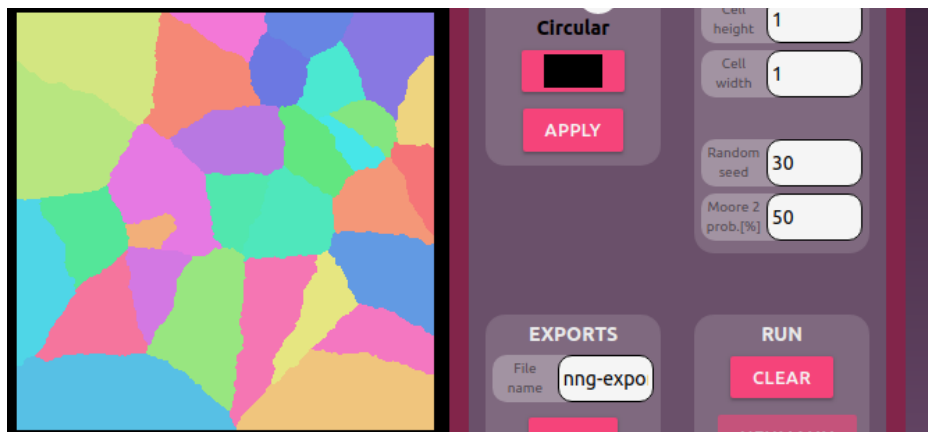 Circular
APPLY
Cell
height
1
Cell
width
1
Random
seed
30
Moore 2
prob.[%]
50
EXPORTS
File
name
nng-expo
RUN
CLEAR